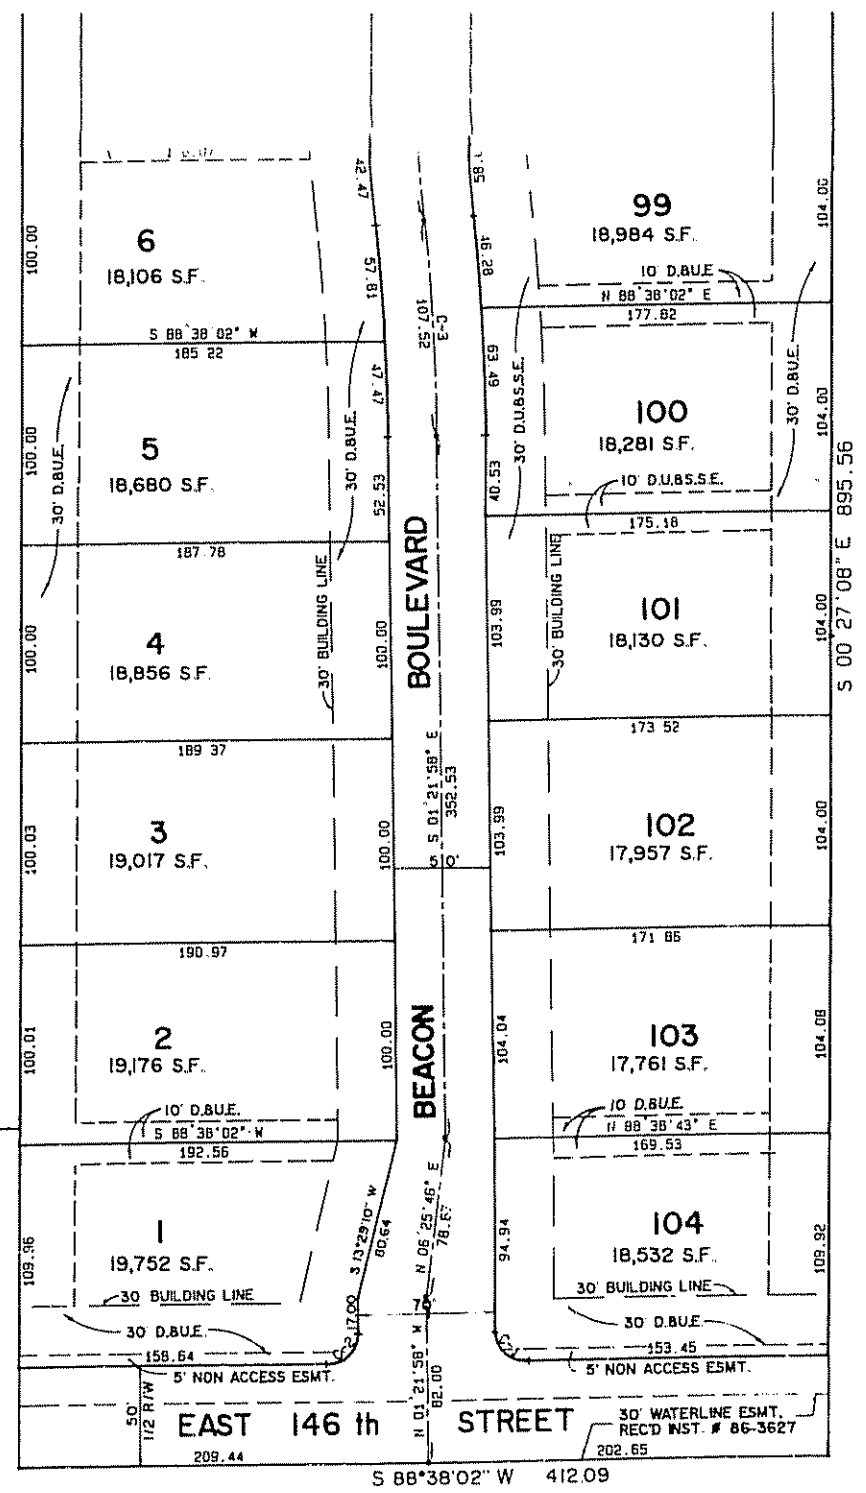 42.47
58.
6
18,106 S.F.
99
18,984 S.F.
100.00
57.81
107.52
C-3
46.28
104.00
10' D.&U.E.
N 88°38'02" E
177.82
S 88°38'02" W
185.22
47.47
63.49
30' D.&U.E.
30' D.&U.E.
30' D.U.&S.S.E.
30' D.&U.E.
5
18,680 S.F.
100
18,281 S.F.
100.00
52.53
40.53
104.00
10' D.U.&S.S.E.
175.18
187.78
S 00°27'08" E 895.56
30' BUILDING LINE
30' BUILDING LINE
BEACON BOULEVARD
4
18,856 S.F.
101
18,130 S.F.
100.00
100.00
103.99
104.00
189.37
173.52
S 01°21'58" E
352.53
50'
3
19,017 S.F.
102
17,957 S.F.
100.03
100.00
103.99
104.00
190.97
171.86
2
19,176 S.F.
103
17,761 S.F.
100.01
100.00
104.04
104.08
10' D.&U.E.
S 88°38'02" W
192.56
10 D.&U.E.
N 88°38'43" E
169.53
1
19,752 S.F.
104
18,532 S.F.
109.96
S 13°29'10" W
80.64
N 06°25'46" E
78.67
94.94
109.92
30 BUILDING LINE
30' BUILDING LINE
17.00
30' D.&U.E.
30' D.&U.E.
C-2
158.64
153.45
5' NON ACCESS ESMT.
5' NON ACCESS ESMT.
N 01°21'58" W
82.00
50'
1/2 R/W
EAST 146 th STREET
30' WATERLINE ESMT.
REC'D INST. # 86-3627
209.44
202.65
S 88°38'02" W 412.09